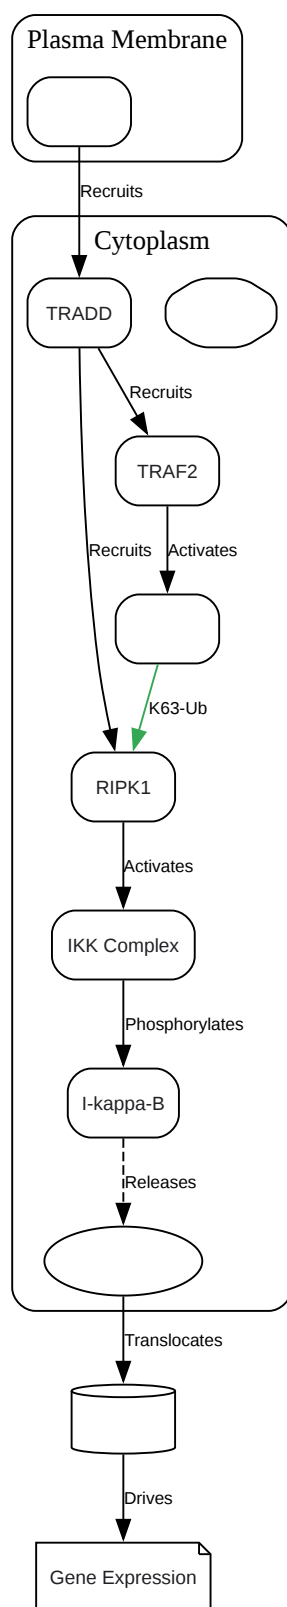 Plasma Membrane
Recruits
Cytoplasm
TRADD
Recruits
TRAF2
Recruits
Activates
K63-Ub
RIPK1
Activates
IKK Complex
Phosphorylates
I-kappa-B
Releases
Translocates
Drives
Gene Expression